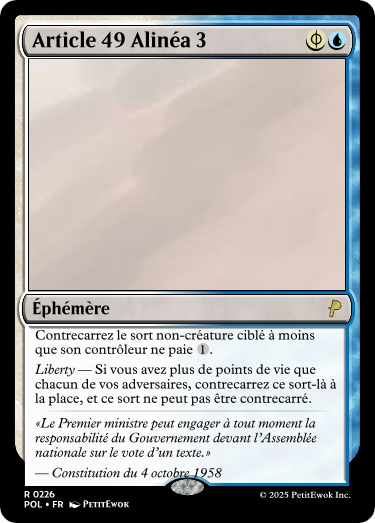 Article 49 Alinéa 3
Éphémère
Contrecarrez le sort non-créature ciblé à moins
que son contrôleur ne paie 1.
Liberty — Si vous avez plus de points de vie que
chacun de vos adversaires, contrecarrez ce sort-là à
la place, et ce sort ne peut pas être contrecarré.
«Le Premier ministre peut engager à tout moment la
responsabilité du Gouvernement devant l'Assemblée
nationale sur le vote d'un texte.»
— Constitution du 4 octobre 1958
R 0226
POL • FR PetitEwok
© 2025 PetitEwok Inc.